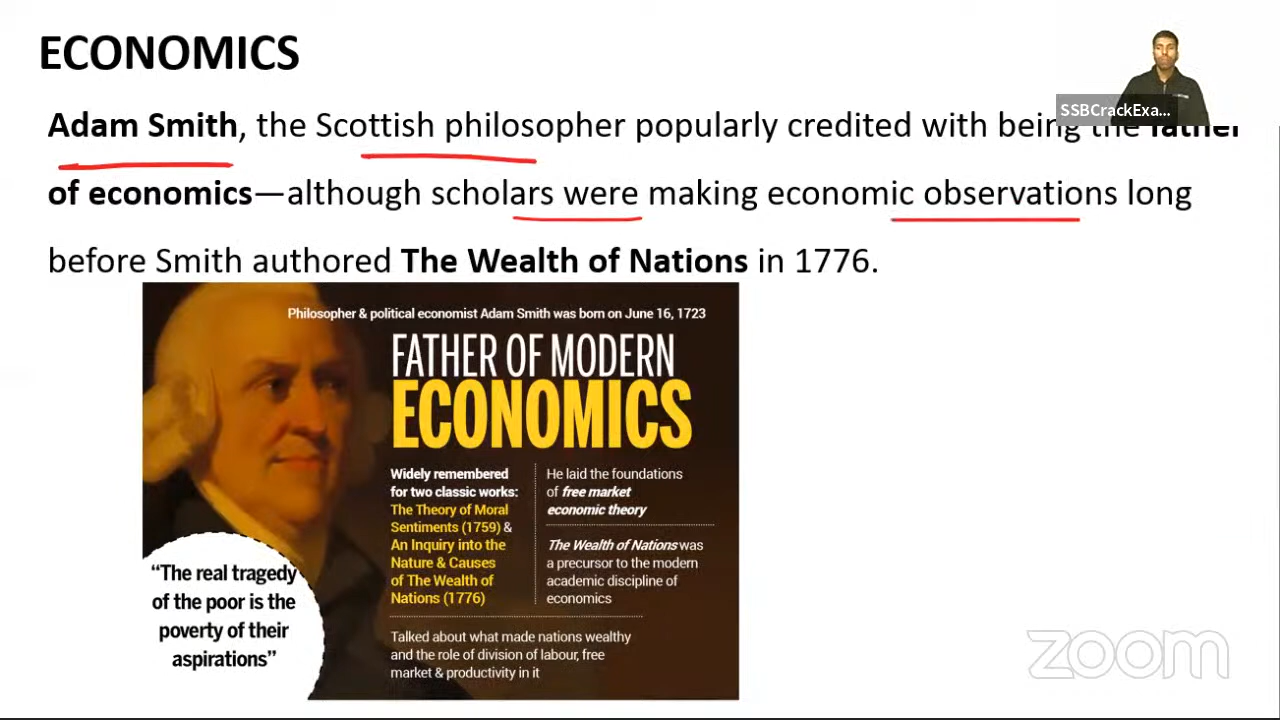 ECONOMICS
SSBCrackExa...
Adam Smith, the Scottish philosopher popularly credited with being the father
of economics—although scholars were making economic observations long
before Smith authored The Wealth of Nations in 1776.
Philosopher & political economist Adam Smith was born on June 16, 1723
FATHER OF MODERN
ECONOMICS
Widely remembered
for two classic works:
The Theory of Moral
Sentiments (1759) &
An Inquiry into the
Nature & Causes
of The Wealth of
Nations (1776)
He laid the foundations
of free market
economic theory
The Wealth of Nations was
a precursor to the modern
academic discipline of
economics
Talked about what made nations wealthy
and the role of division of labour, free
market & productivity in it
“The real tragedy
of the poor is the
poverty of their
aspirations”
zoom